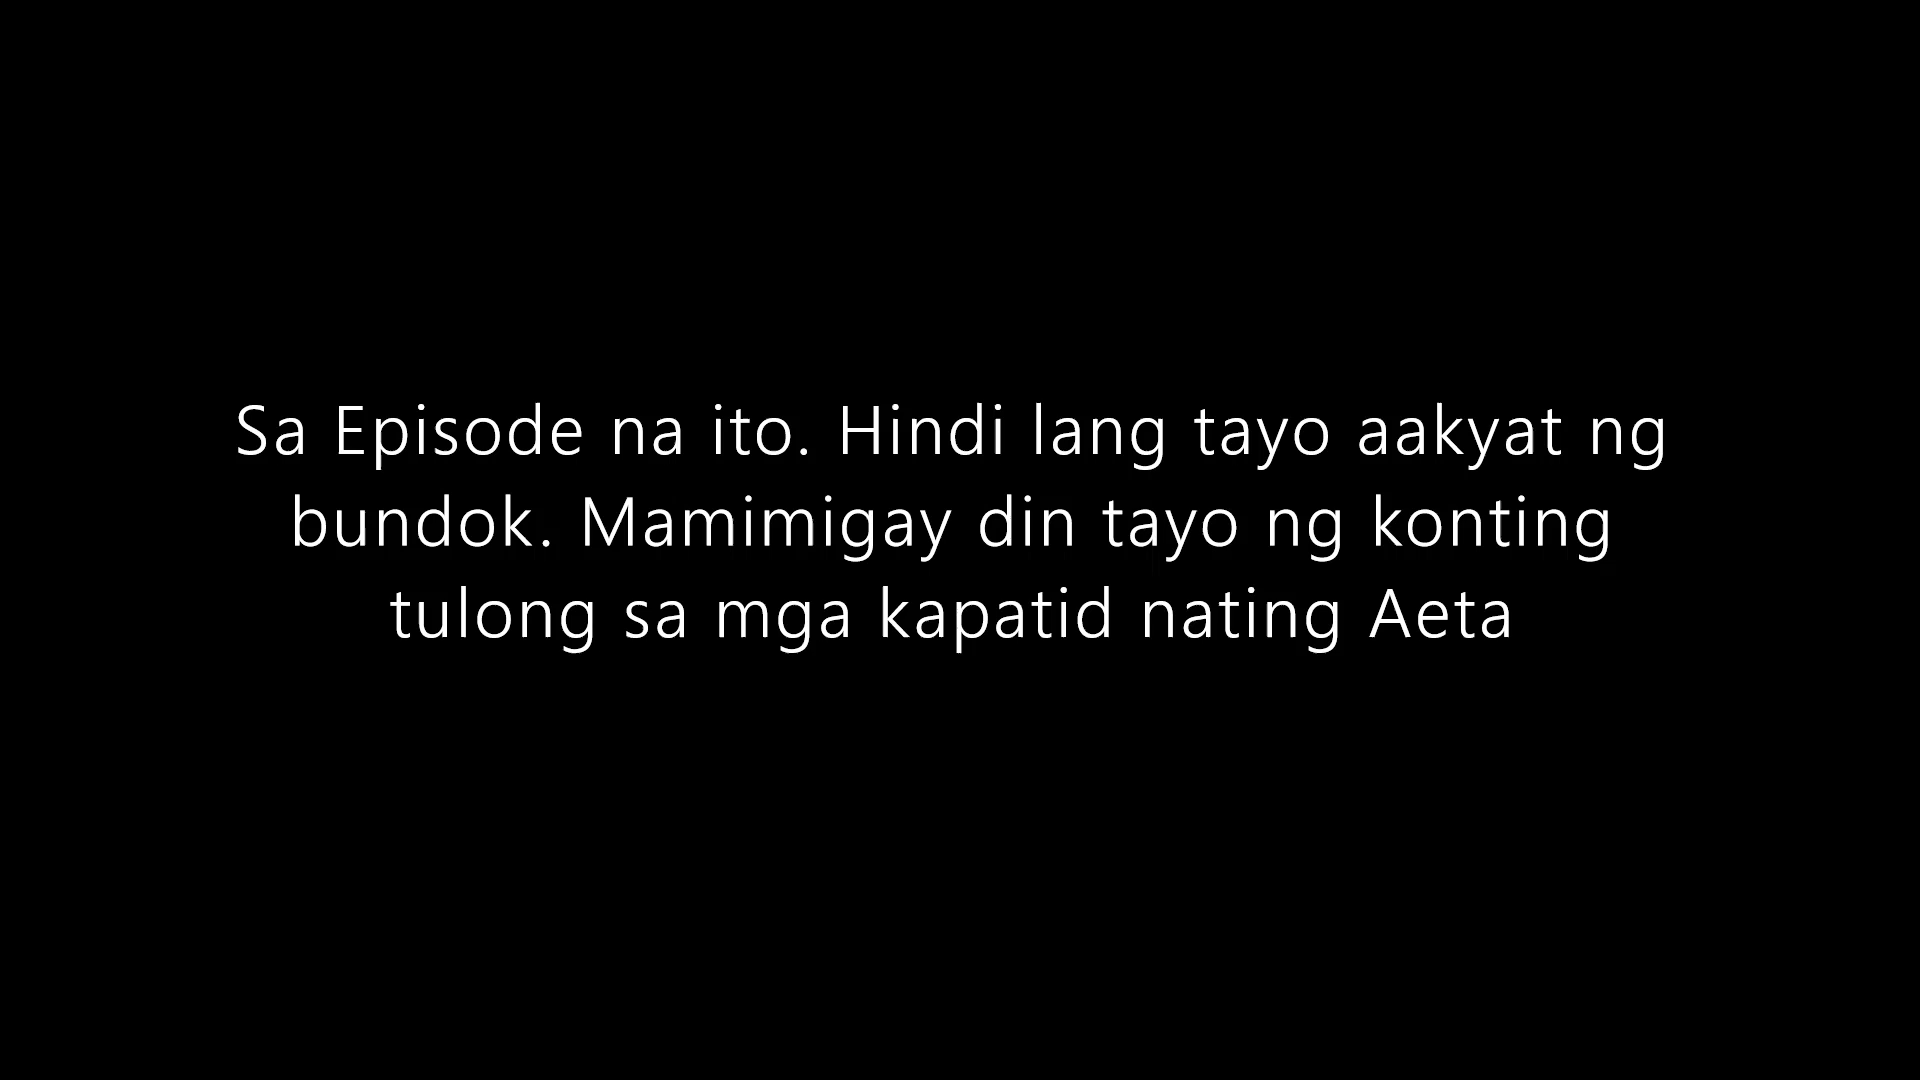 Sa Episode na ito. Hindi lang tayo aakyat ng
bundok. Mamimigay din tayo ng konting
tulong sa mga kapatid nating Aeta